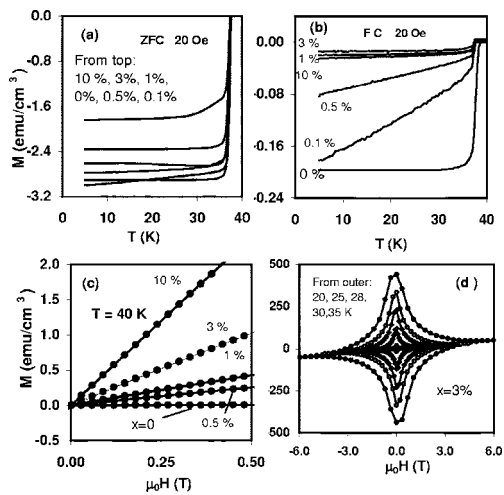 (a)
ZFC 20 Oe
From top:
10 %, 3%, 1%,
0%, 0.5%, 0.1%
M (emu/cm³)
0.0
-0.8
-1.6
-2.4
-3.2
0 10 20 30 40
T (K)
(b)
F C 20 Oe
3 %
1 %
10 %
0.5 %
0.1 %
0 %
0.00
-0.08
-0.16
-0.24
0 10 20 30 40
T (K)
(c)
10 %
T = 40 K
3 %
1 %
x=0
0.5 %
M (emu/cm³)
2.0
1.5
1.0
0.5
0.0
-0.5
0.00 0.25 0.50
μ₀H (T)
(d )
From outer:
20, 25, 28,
30,35 K
x=3%
500
250
0
250
500
-6.0 -3.0 0.0 3.0 6.0
μ₀H (T)